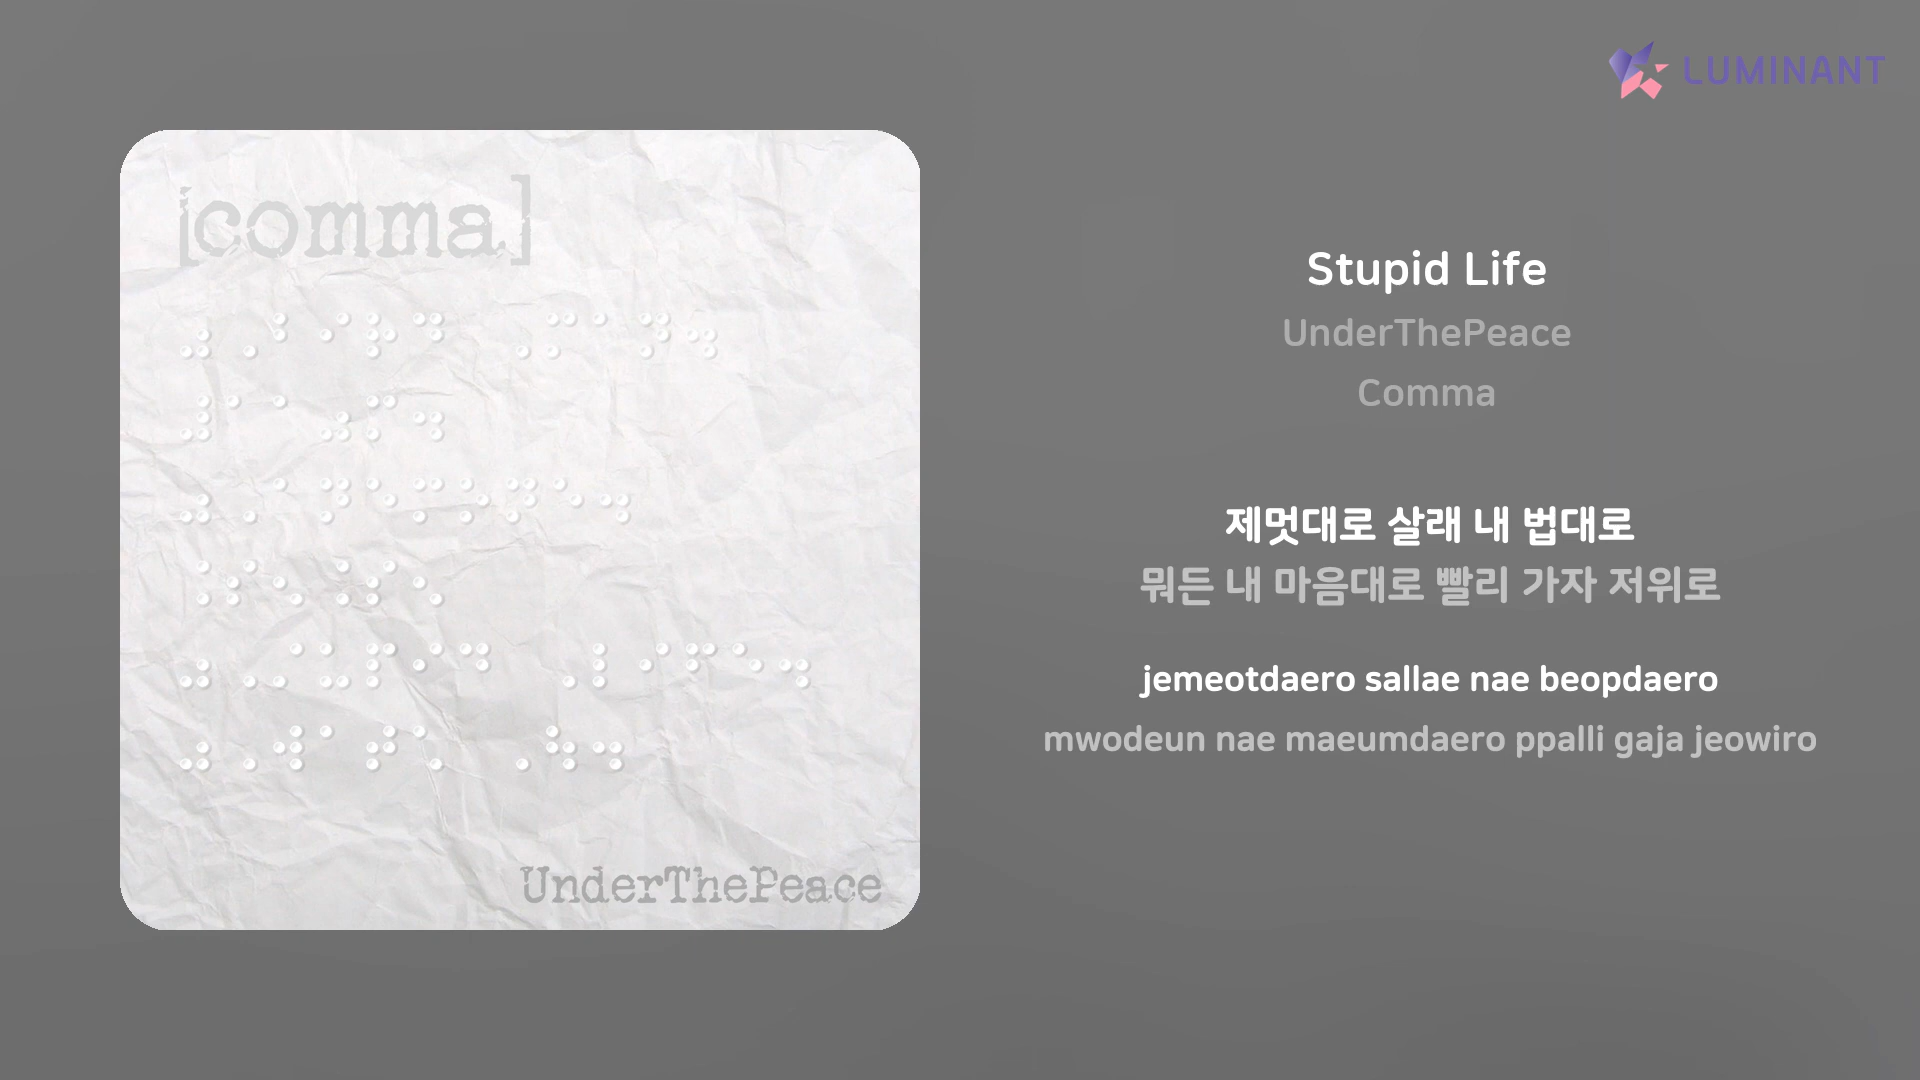 LUMINANT
[comma,]
UnderThePeace
Stupid Life
UnderThePeace
Comma
제멋대로 살래 내 법대로
뭐든 내 마음대로 빨리 가자 저위로
jemeotdaero sallae nae beopdaero
mwodeun nae maeumdaero ppalli gaja jeowiro